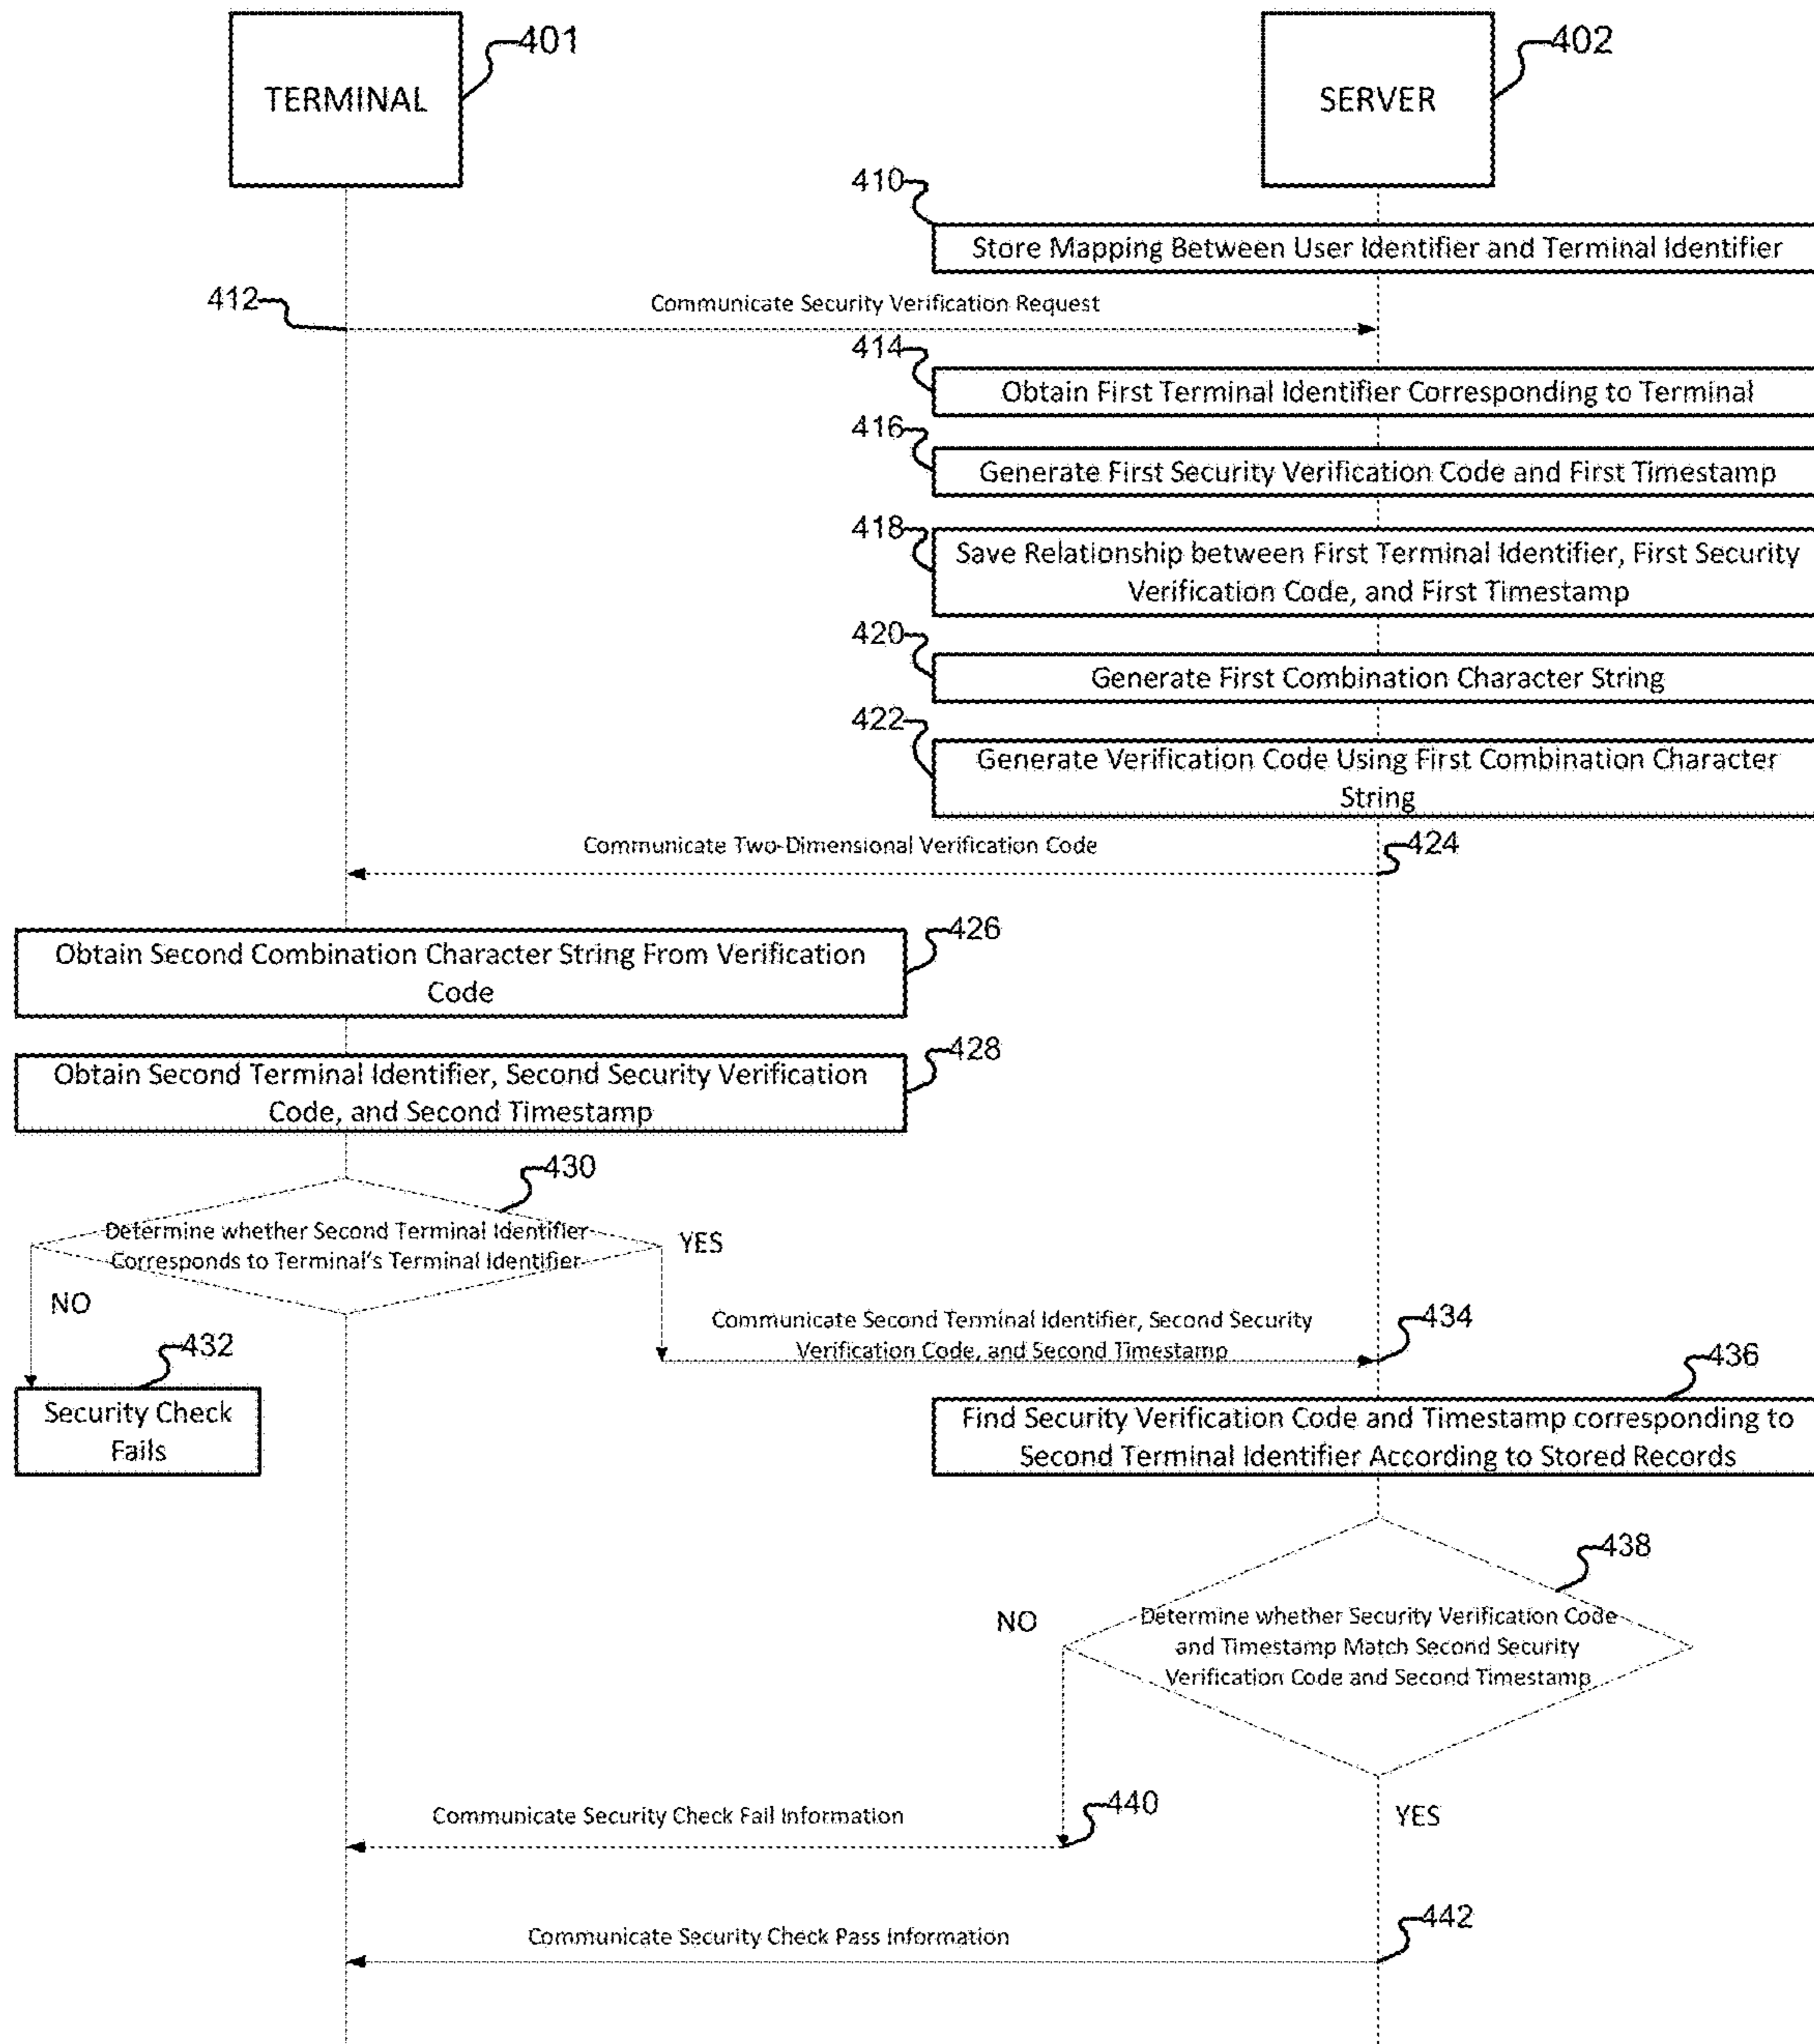 401
402
TERMINAL
SERVER
410
Store Mapping Between User Identifier and Terminal Identifier
412
Communicate Security Verification Request
414
Obtain First Terminal Identifier Corresponding to Terminal
416
Generate First Security Verification Code and First Timestamp
418
Save Relationship between First Terminal Identifier, First Security
Verification Code, and First Timestamp
420
Generate First Combination Character String
422
Generate Verification Code Using First Combination Character
String
Communicate Two-Dimensional Verification Code
424
426
Obtain Second Combination Character String From Verification
Code
428
Obtain Second Terminal Identifier, Second Security Verification
Code, and Second Timestamp
430
Determine whether Second Terminal Identifier
Corresponds to Terminal's Terminal Identifier
YES
NO
432
Security Check
Fails
Communicate Second Terminal Identifier, Second Security
Verification Code, and Second Timestamp
434
436
Find Security Verification Code and Timestamp corresponding to
Second Terminal Identifier According to Stored Records
438
NO
Determine whether Security Verification Code
and Timestamp Match Second Security
Verification Code and Second Timestamp
440
Communicate Security Check Fail Information
YES
442
Communicate Security Check Pass Information